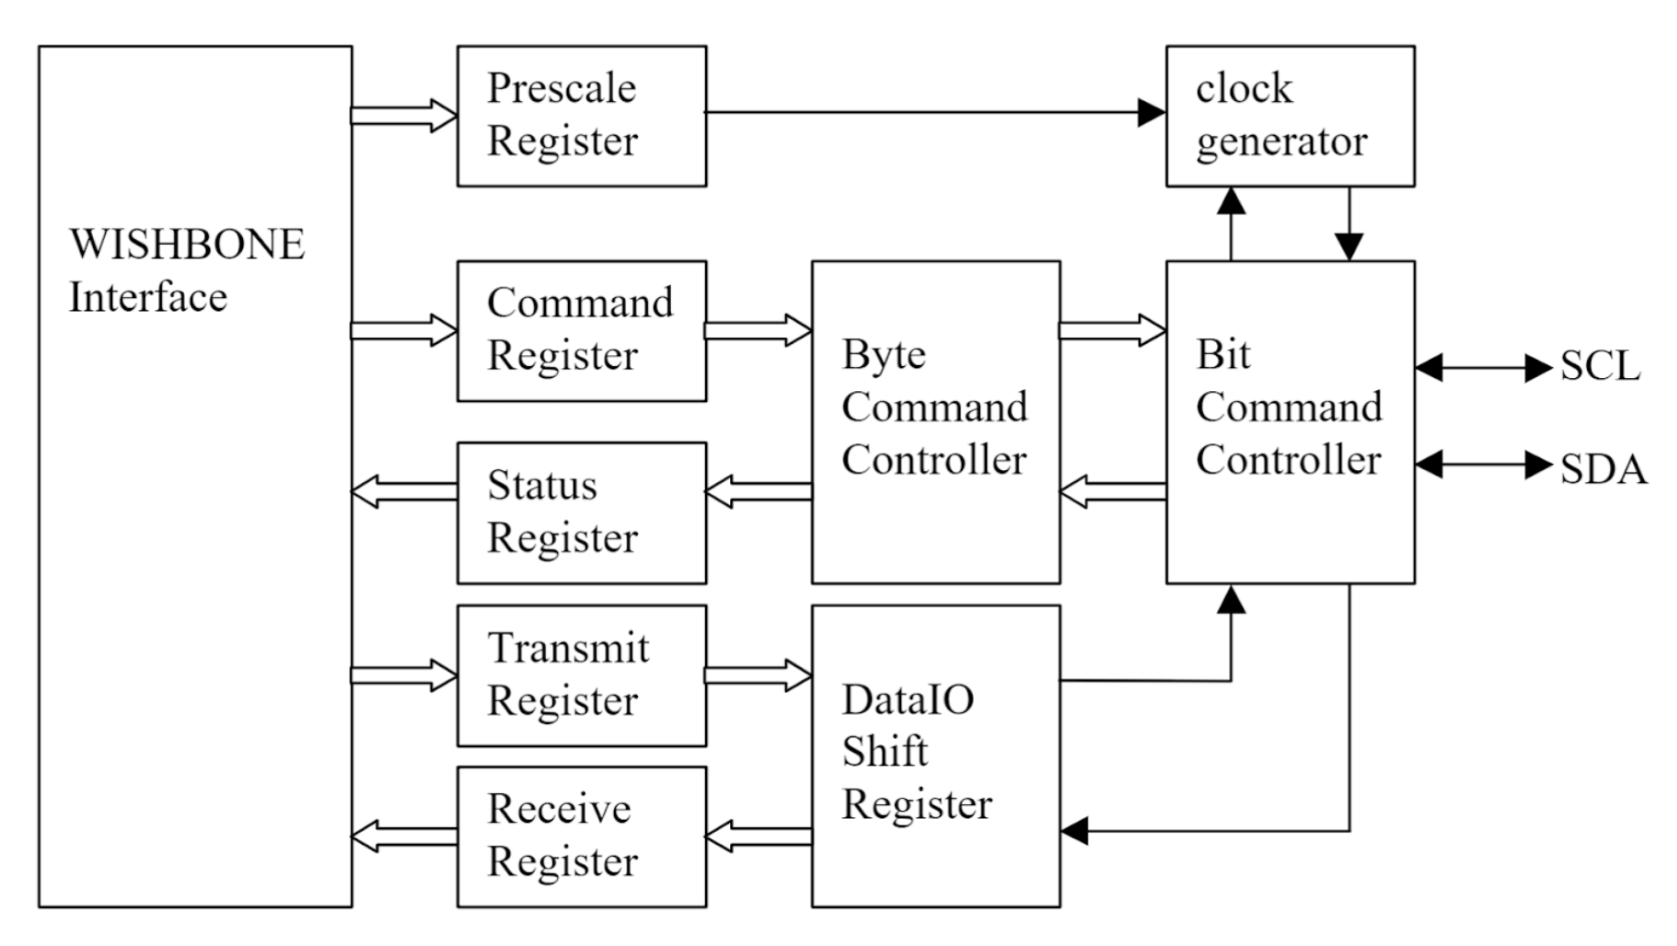 WISHBONE
Interface
Prescale
Register
clock
generator
Command
Register
Byte
Command
Controller
Bit
Command
Controller
SCL
SDA
Status
Register
Transmit
Register
DataIO
Shift
Register
Receive
Register